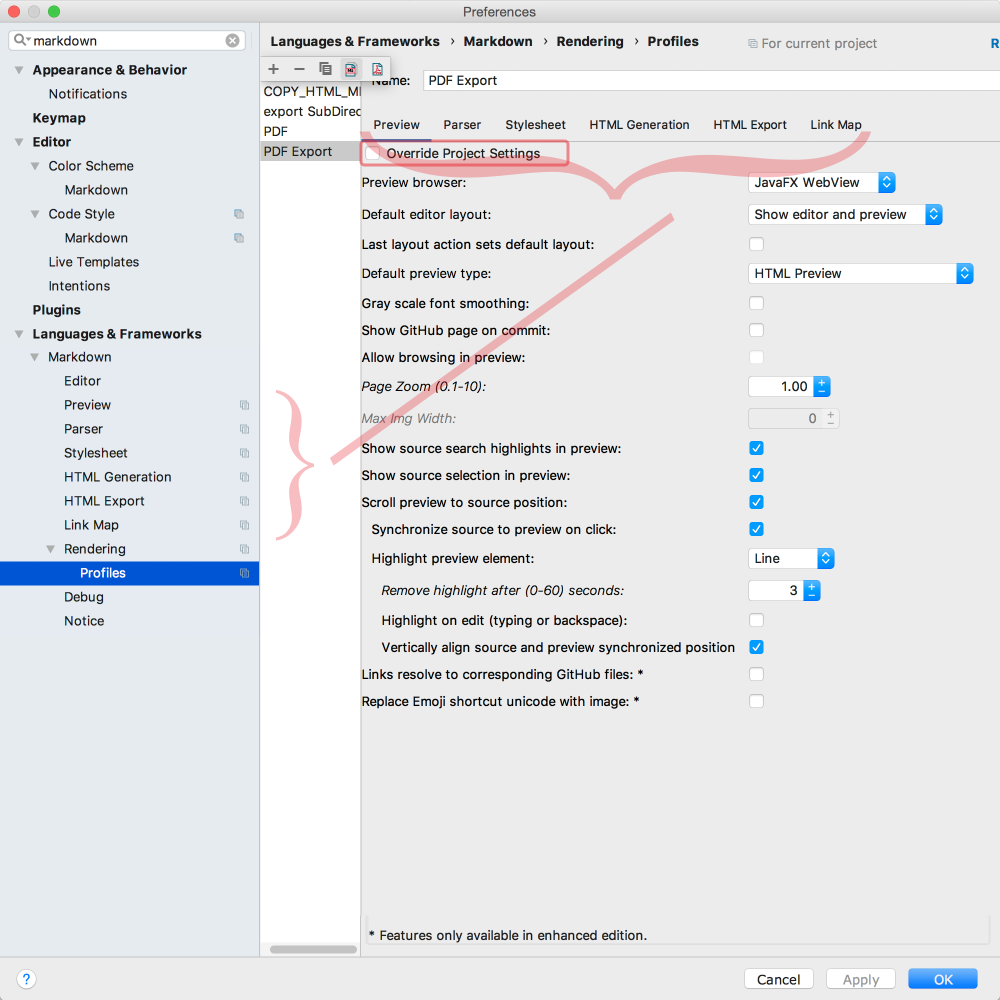 Preferences
markdown
Languages & Frameworks › Markdown › Rendering › Profiles
For current project
R
Appearance & Behavior
Notifications
Keymap
Editor
Color Scheme
Markdown
Code Style
Markdown
Live Templates
Intentions
Plugins
Languages & Frameworks
Markdown
Editor
Preview
Parser
Stylesheet
HTML Generation
HTML Export
Link Map
Rendering
Profiles
Debug
Notice
COPY_HTML_MI
export SubDirec
PDF
PDF Export
Name: PDF Export
Preview Parser Stylesheet HTML Generation HTML Export Link Map
Override Project Settings
Preview browser: JavaFX WebView
Default editor layout: Show editor and preview
Last layout action sets default layout:
Default preview type: HTML Preview
Gray scale font smoothing:
Show GitHub page on commit:
Allow browsing in preview:
Page Zoom (0.1-10): 1.00
Max Img Width: 0
Show source search highlights in preview:
Show source selection in preview:
Scroll preview to source position:
Synchronize source to preview on click:
Highlight preview element: Line
Remove highlight after (0-60) seconds: 3
Highlight on edit (typing or backspace):
Vertically align source and preview synchronized position
Links resolve to corresponding GitHub files: *
Replace Emoji shortcut unicode with image: *
* Features only available in enhanced edition.
?
Cancel Apply OK